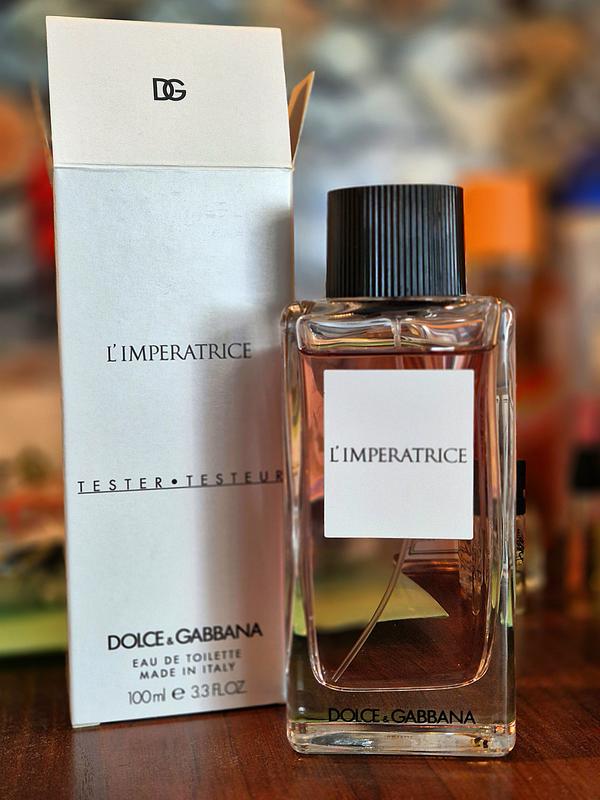 DG
L'IMPERATRICE
TESTER•TESTEUR
DOLCE&GABBANA
EAU DE TOILETTE
MADE IN ITALY
100 ml e 3.3 FL.OZ.
L'IMPERATRICE
DOLCE&GABBANA